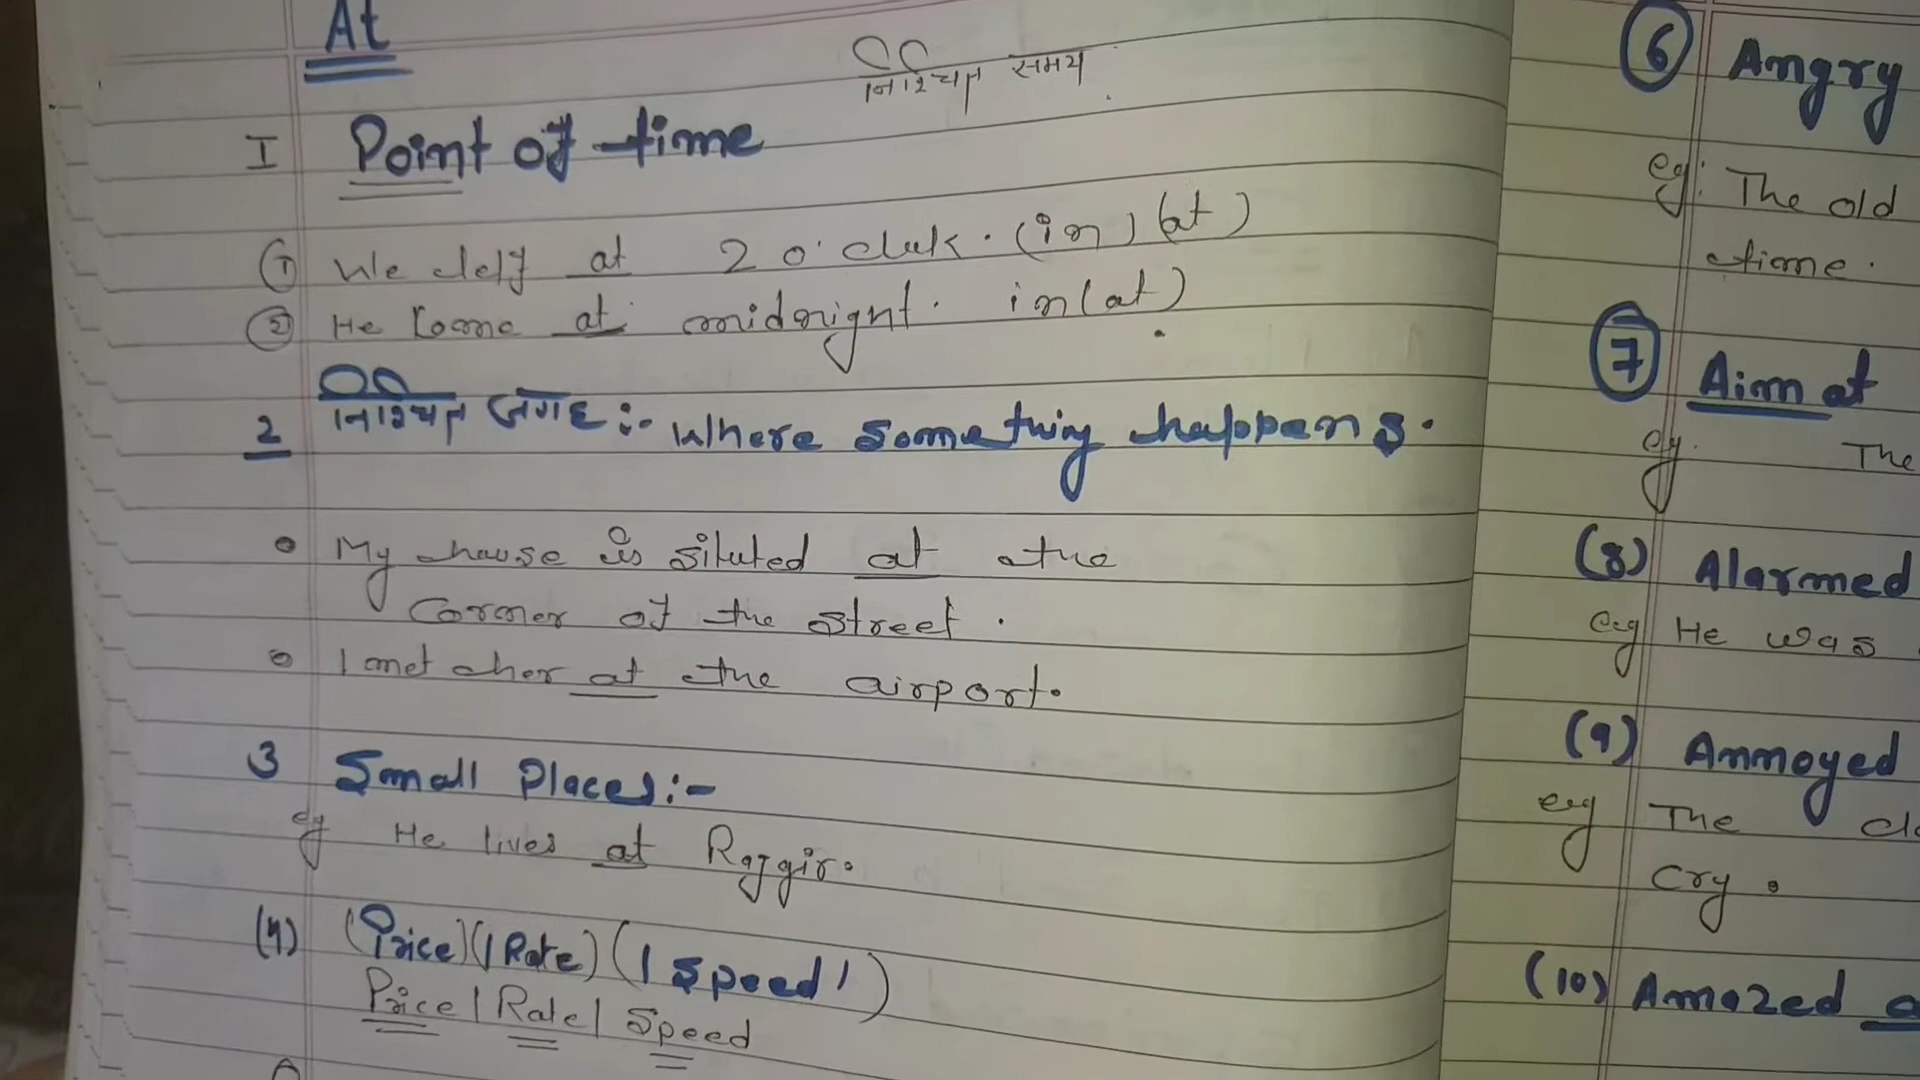 At
निश्चित समय
I Point of time
① We left at 2 o'clok. (in) (at)
② He Come at midnight. in (at)
2 निश्चित जगह :- Where Something happens.
• My house is situted at the
Corner of the street.
• I met her at the airport.
3 Small Places :-
eg He lives at Rajgir.
(4) (Price) (| Rate) (| Speed ')
Price | Rate | Speed
⑥ Angry
eg: The old
time.
⑦ Aim at
eg. The
(8) Alarmed
eg He was
(9) Annoyed
eg The
Cry.
(10) Amazed